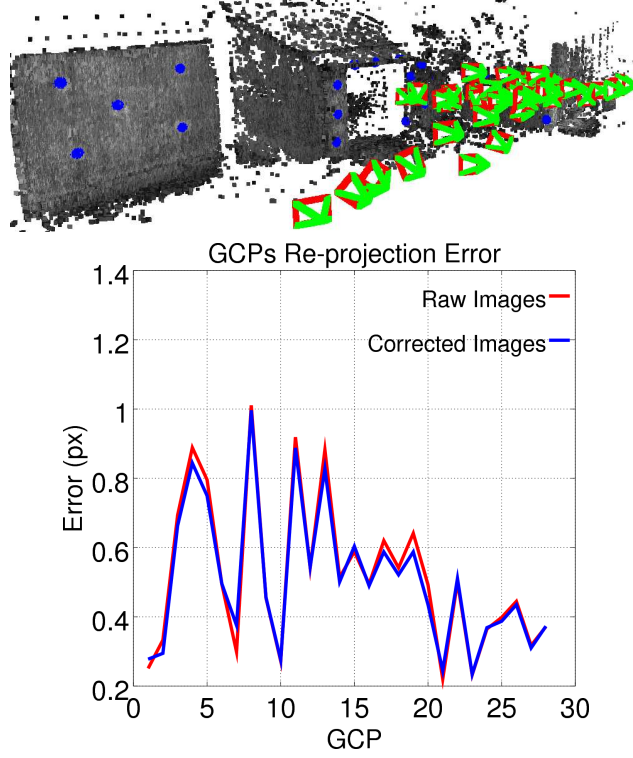 GCPs Re-projection Error
1.4
1.2
1
0.8
0.6
0.4
0.2
Error (px)
Raw Images
Corrected Images
0 5 10 15 20 25 30
GCP